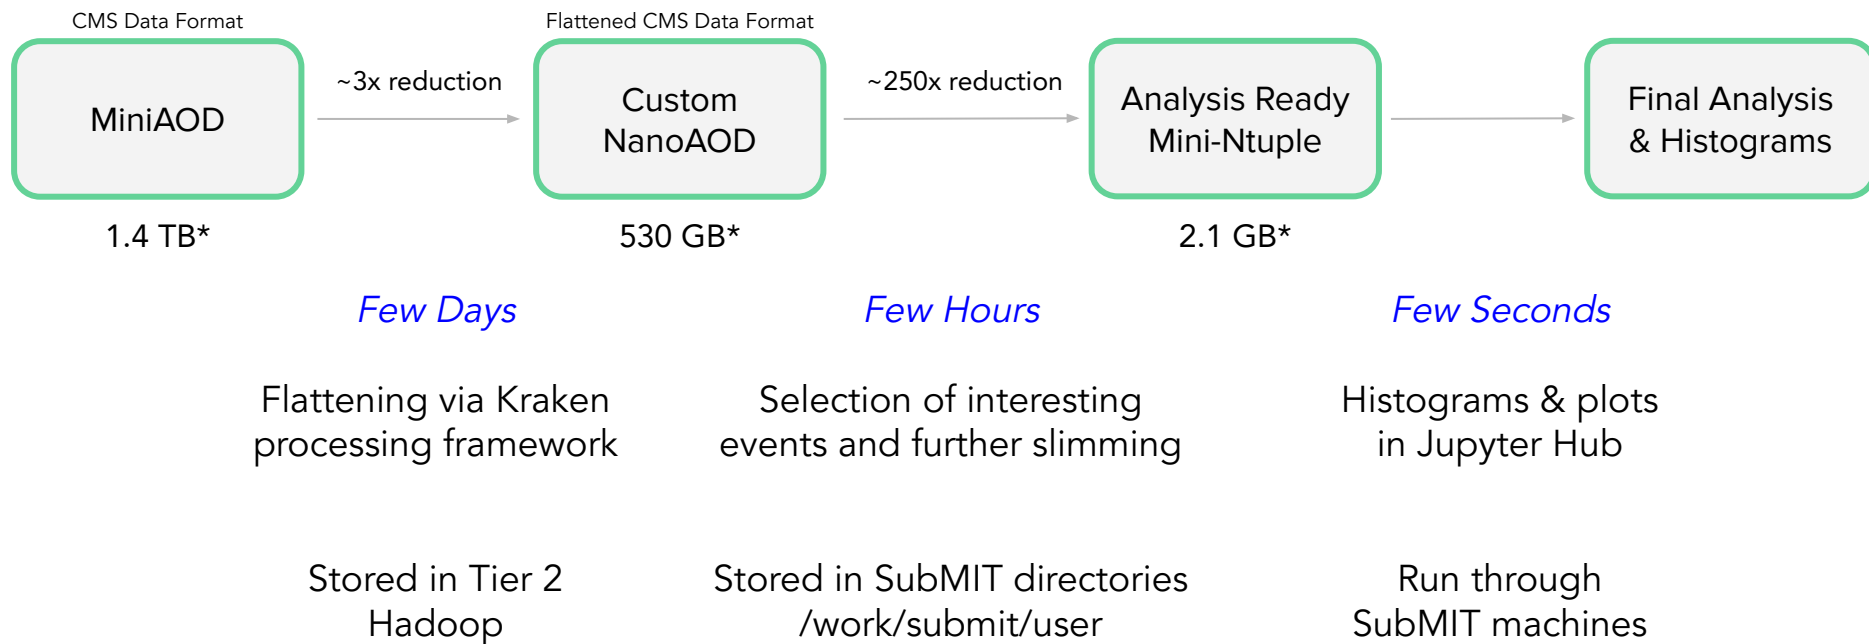 CMS Data Format
Flattened CMS Data Format
MiniAOD
~3x reduction
Custom
NanoAOD
~250x reduction
Analysis Ready
Mini-Ntuple
Final Analysis
& Histograms
1.4 TB*
530 GB*
2.1 GB*
Few Days
Few Hours
Few Seconds
Flattening via Kraken
processing framework
Selection of interesting
events and further slimming
Histograms & plots
in Jupyter Hub
Stored in Tier 2
Hadoop
Stored in SubMIT directories
/work/submit/user
Run through
SubMIT machines